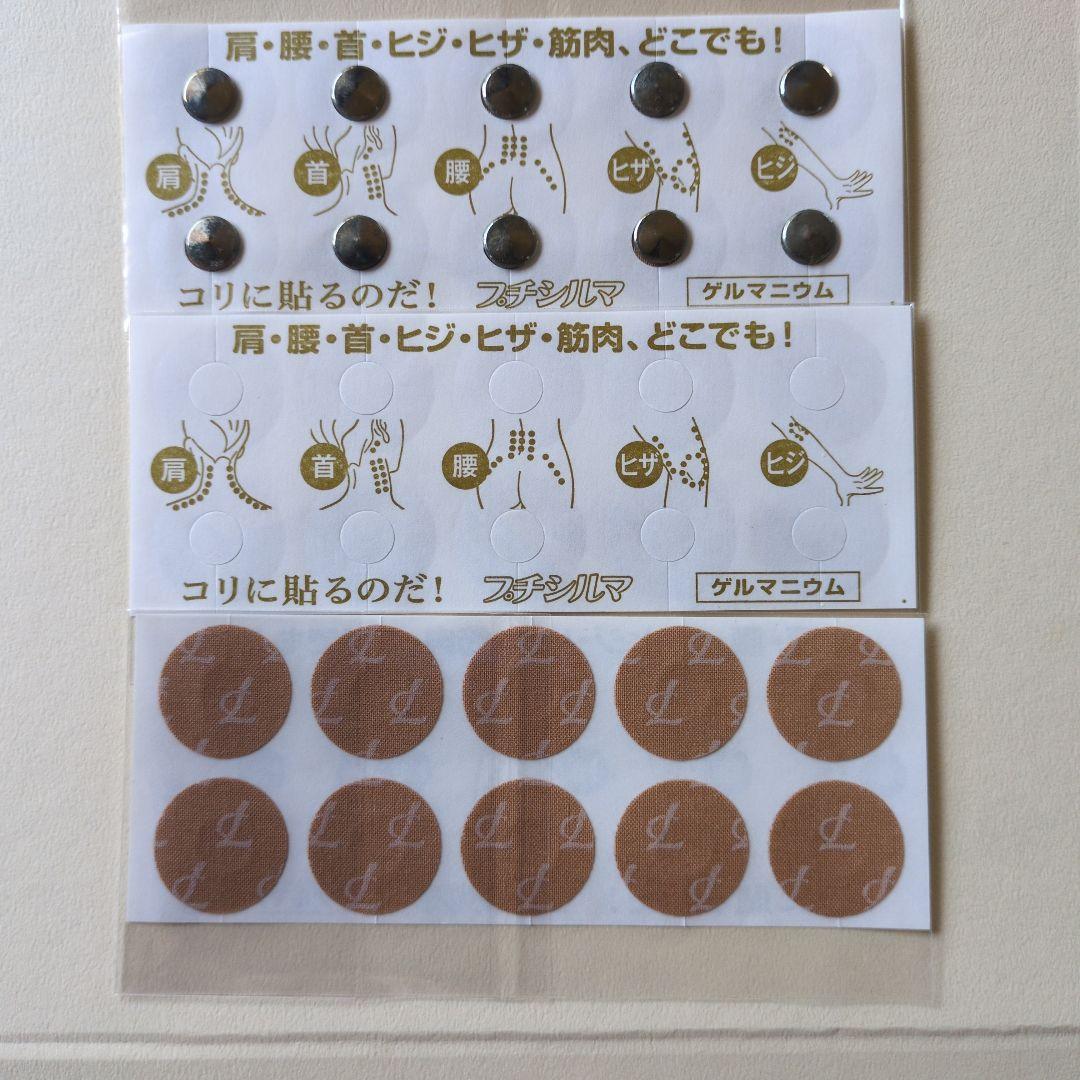 肩・腰・首・ヒジ・ヒザ・筋肉、どこでも!
肩 首 腰 ヒザ ヒジ
コリに貼るのだ! プチシルマ ゲルマニウム
肩・腰・首・ヒジ・ヒザ・筋肉、どこでも!
肩 首 腰 ヒザ ヒジ
コリに貼るのだ! プチシルマ ゲルマニウム